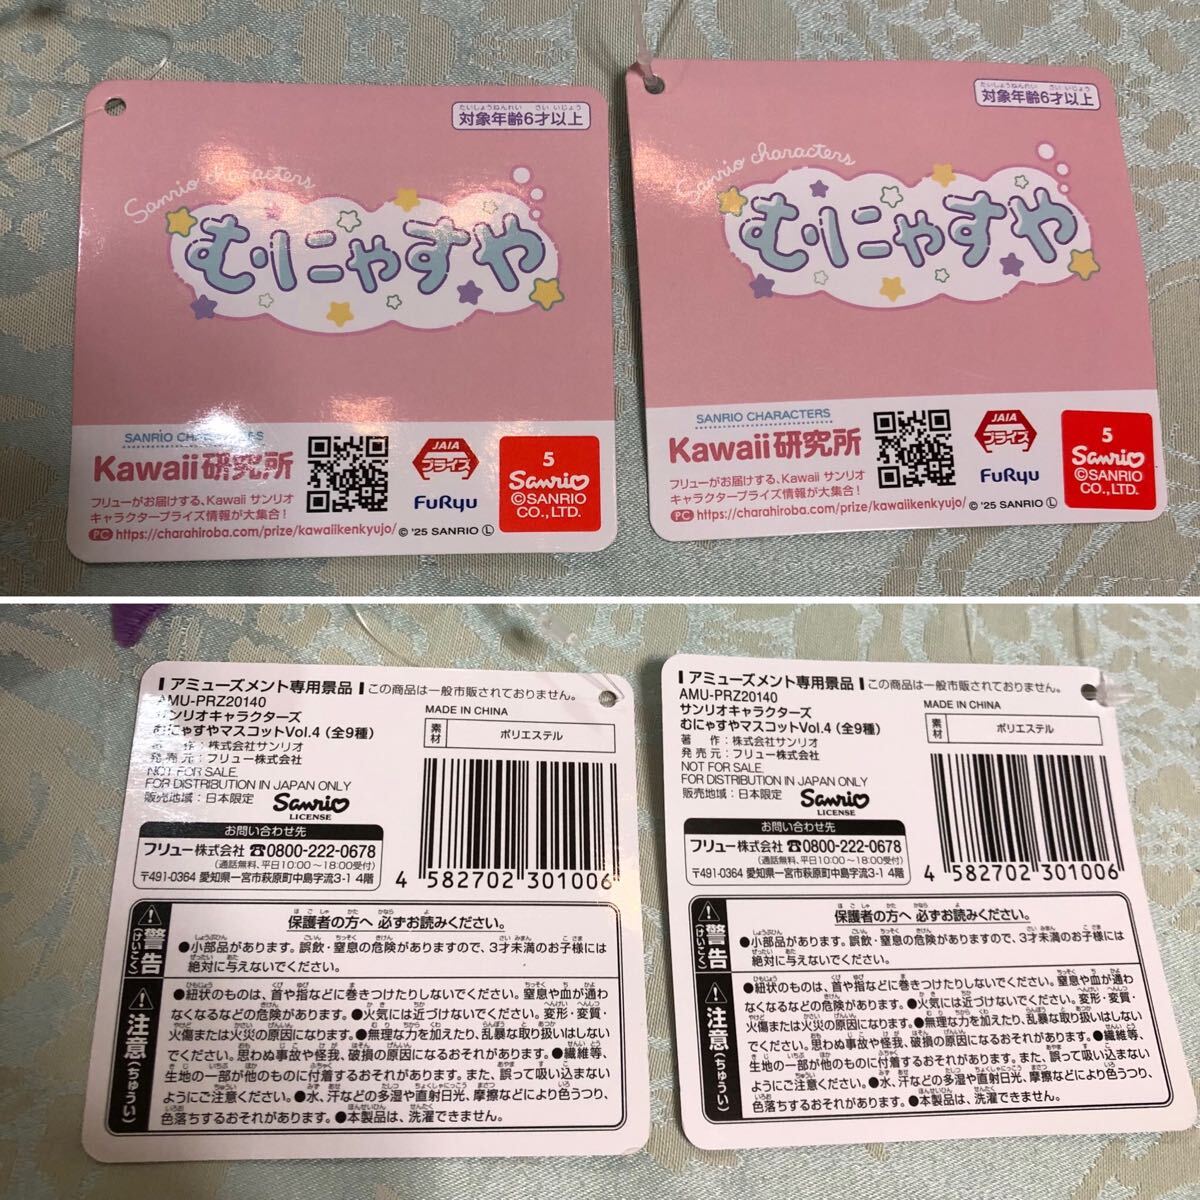 たいしょうねんれい さい いじょう
対象年齢6才以上
Sanrio characters
むにゃすや
SANRIO CHARACTERS
Kawaii研究所
フリューがお届けする、Kawaii サンリオ
キャラクタープライズ情報が大集合!
PC https://charahiroba.com/prize/kawaiikenkyujo/
JAIA
プライズ
FuRyu
© '25 SANRIO Ⓛ
5
Sanrio
©SANRIO
CO.,LTD.
たいしょうねんれい さい いじょう
対象年齢6才以上
Sanrio characters
むにゃすや
SANRIO CHARACTERS
Kawaii研究所
フリューがお届けする、Kawaii サンリオ
キャラクタープライズ情報が大集合!
PC https://charahiroba.com/prize/kawaiikenkyujo/
JAIA
プライズ
FuRyu
© '25 SANRIO Ⓛ
5
Sanrio
©SANRIO
CO.,LTD.
アミューズメント専用景品 この商品は一般市販されておりません。
AMU-PRZ20140
サンリオキャラクターズ
むにゃすやマスコットVol.4(全9種)
著 作:株式会社サンリオ
発 売 元:フリュー株式会社
NOT FOR SALE.
FOR DISTRIBUTION IN JAPAN ONLY
販売地域:日本限定
Sanrio
LICENSE
MADE IN CHINA
素材 ポリエステル
お問い合わせ先
フリュー株式会社 ☎0800-222-0678
(通話無料、平日10:00~18:00受付)
〒491-0364 愛知県一宮市萩原町中島字流3-1 4階
4 582702 301006
警告(けいこく)
保護者の方へ 必ずお読みください。
●小部品があります。誤飲・窒息の危険がありますので、3才未満のお子様には
絶対に与えないでください。
注意(ちゅうい)
●紐状のものは、首や指などに巻きつけたりしないでください。窒息や血が通わ
なくなるなどの危険があります。●火気には近づけないでください。変形・変質・
火傷または火災の原因になります。●無理な力を加えたり、乱暴な取り扱いはしない
でください。思わぬ事故や怪我、破損の原因になるおそれがあります。●繊維等、
生地の一部が他のものに付着するおそれがあります。また、誤って吸い込まない
ようにご注意ください。●水、汗などの多湿や直射日光、摩擦などにより色うつり、
色落ちするおそれがあります。●本製品は、洗濯できません。
アミューズメント専用景品 この商品は一般市販されておりません。
AMU-PRZ20140
サンリオキャラクターズ
むにゃすやマスコットVol.4(全9種)
著 作:株式会社サンリオ
発 売 元:フリュー株式会社
NOT FOR SALE.
FOR DISTRIBUTION IN JAPAN ONLY
販売地域:日本限定
Sanrio
LICENSE
MADE IN CHINA
素材 ポリエステル
お問い合わせ先
フリュー株式会社 ☎0800-222-0678
(通話無料、平日10:00~18:00受付)
〒491-0364 愛知県一宮市萩原町中島字流3-1 4階
4 582702 301006
警告(けいこく)
保護者の方へ 必ずお読みください。
●小部品があります。誤飲・窒息の危険がありますので、3才未満のお子様には
絶対に与えないでください。
注意(ちゅうい)
●紐状のものは、首や指などに巻きつけたりしないでください。窒息や血が通わ
なくなるなどの危険があります。●火気には近づけないでください。変形・変質・
火傷または火災の原因になります。●無理な力を加えたり、乱暴な取り扱いはしない
でください。思わぬ事故や怪我、破損の原因になるおそれがあります。●繊維等、
生地の一部が他のものに付着するおそれがあります。また、誤って吸い込まない
ようにご注意ください。●水、汗などの多湿や直射日光、摩擦などにより色うつり、
色落ちするおそれがあります。●本製品は、洗濯できません。